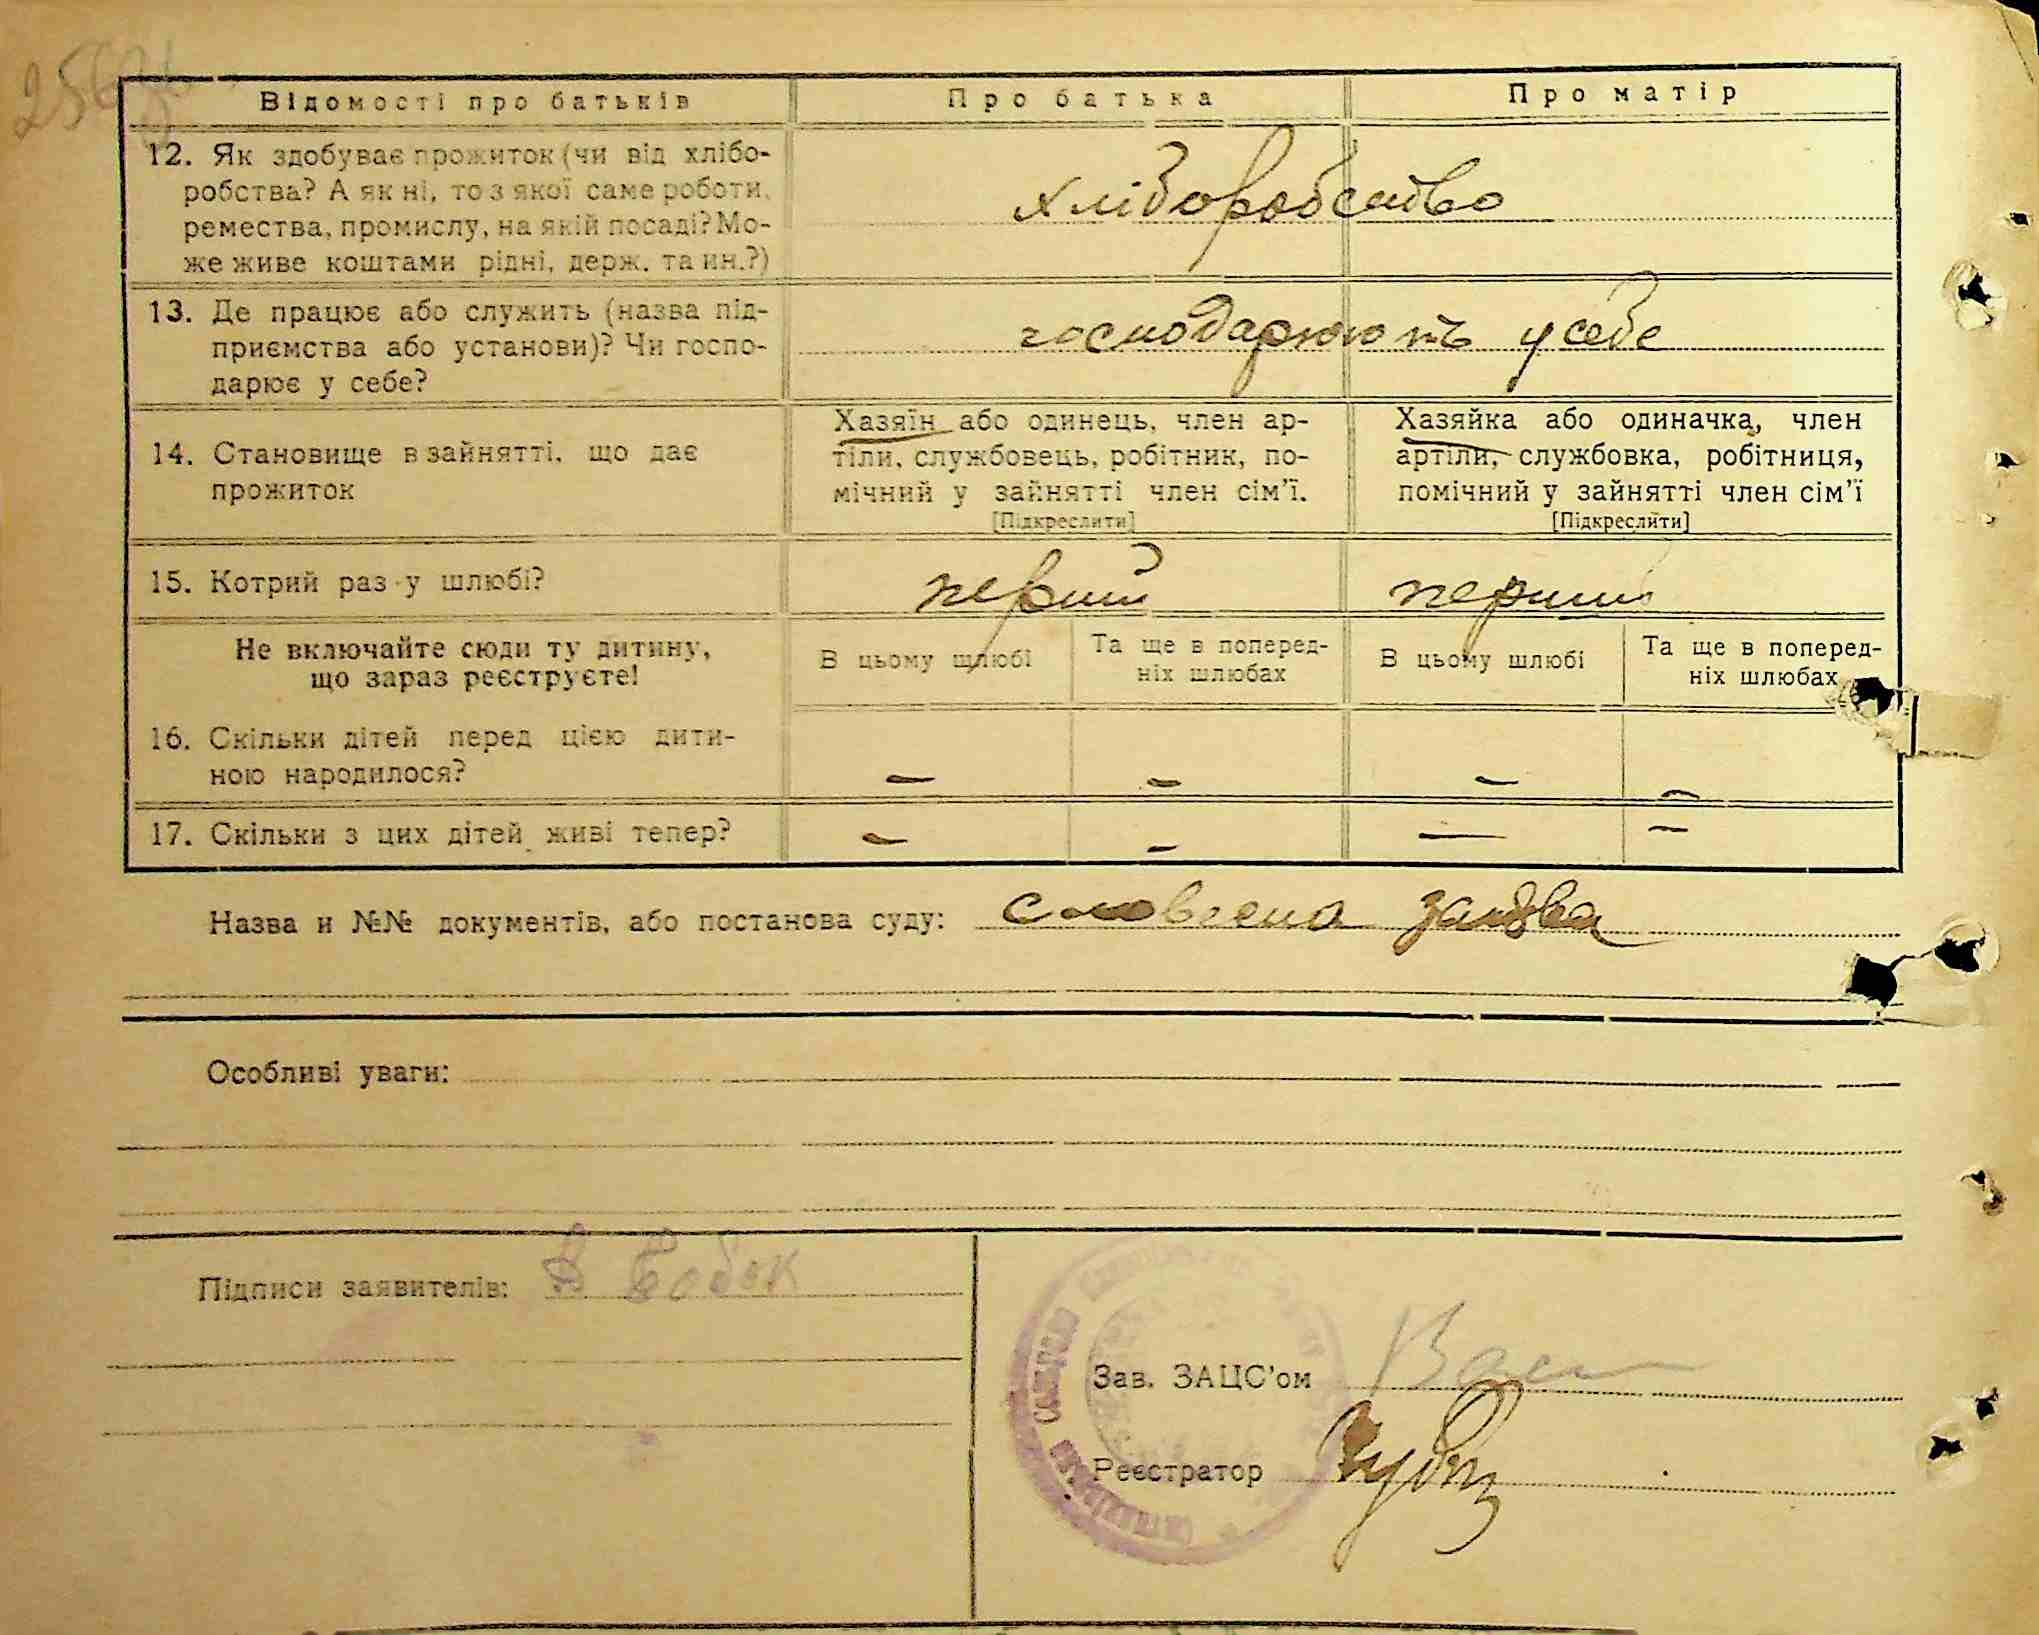 Відомості про батьків
Про батька
Про матір
12. Як здобуває прожиток (чи від хлібо-
робства? А як ні, то з якої саме роботи,
ремества, промислу, на якій посаді? Мо-
же живе коштами рідні, держ. та ин.?)
хліборобство
13. Де працює або служить (назва під-
приємства або установи)? Чи госпо-
дарює у себе?
господарюють у себе
14. Становище в зайнятті, що дає
прожиток
Хазяїн або одинець, член ар-
тіли, службовець, робітник, по-
мічний у зайнятті член сім'ї.
[Підкреслити]
Хазяйка або одиначка, член
артіли, службовка, робітниця,
помічний у зайнятті член сім'ї
[Підкреслити]
15. Котрий раз у шлюбі?
перший
перший
Не включайте сюди ту дитину,
що зараз реєструєте!
В цьому шлюбі
Та ще в поперед-
ніх шлюбах
В цьому шлюбі
Та ще в поперед-
ніх шлюбах
16. Скільки дітей перед цією дити-
ною народилося?
— — — —
17. Скільки з цих дітей живі тепер?
— — — —
Назва и №№ документів, або постанова суду: словесна заява
Особливі уваги:
Підписи заявителів: Бобок
Зав. ЗАЦС'ом
Реєстратор